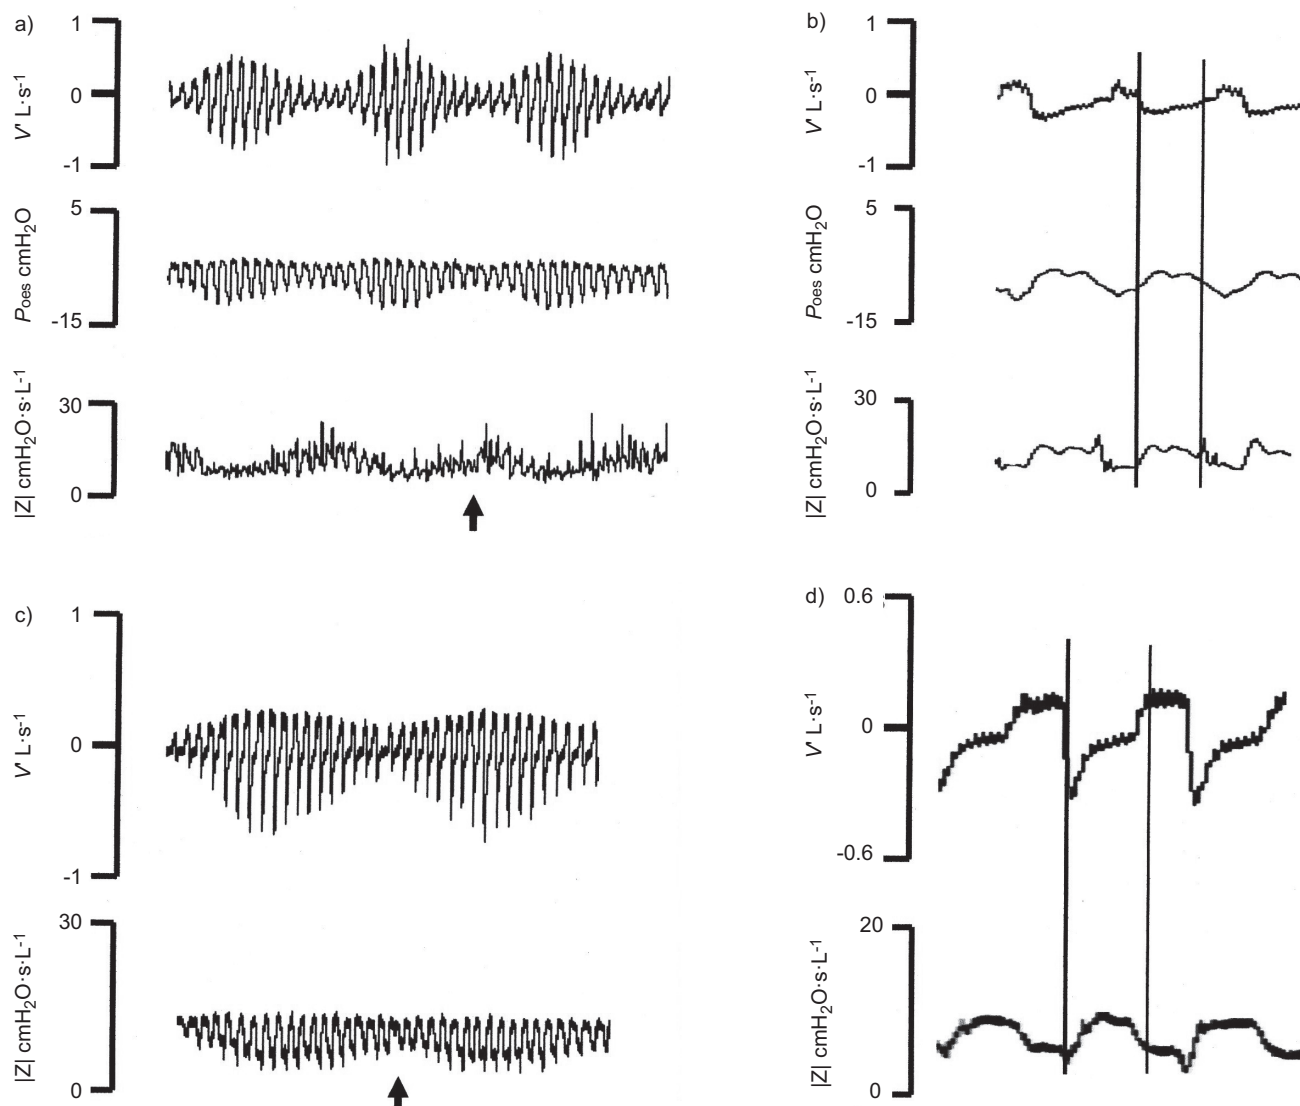 a)
1
0
-1
V' L·s-1
5
-15
Poes cmH2O
30
0
|Z| cmH2O·s·L-1
b)
1
0
-1
V' L·s-1
5
-15
Poes cmH2O
30
0
|Z| cmH2O·s·L-1
c)
1
0
-1
V' L·s-1
30
0
|Z| cmH2O·s·L-1
d)
0.6
0
-0.6
V' L·s-1
20
0
|Z| cmH2O·s·L-1